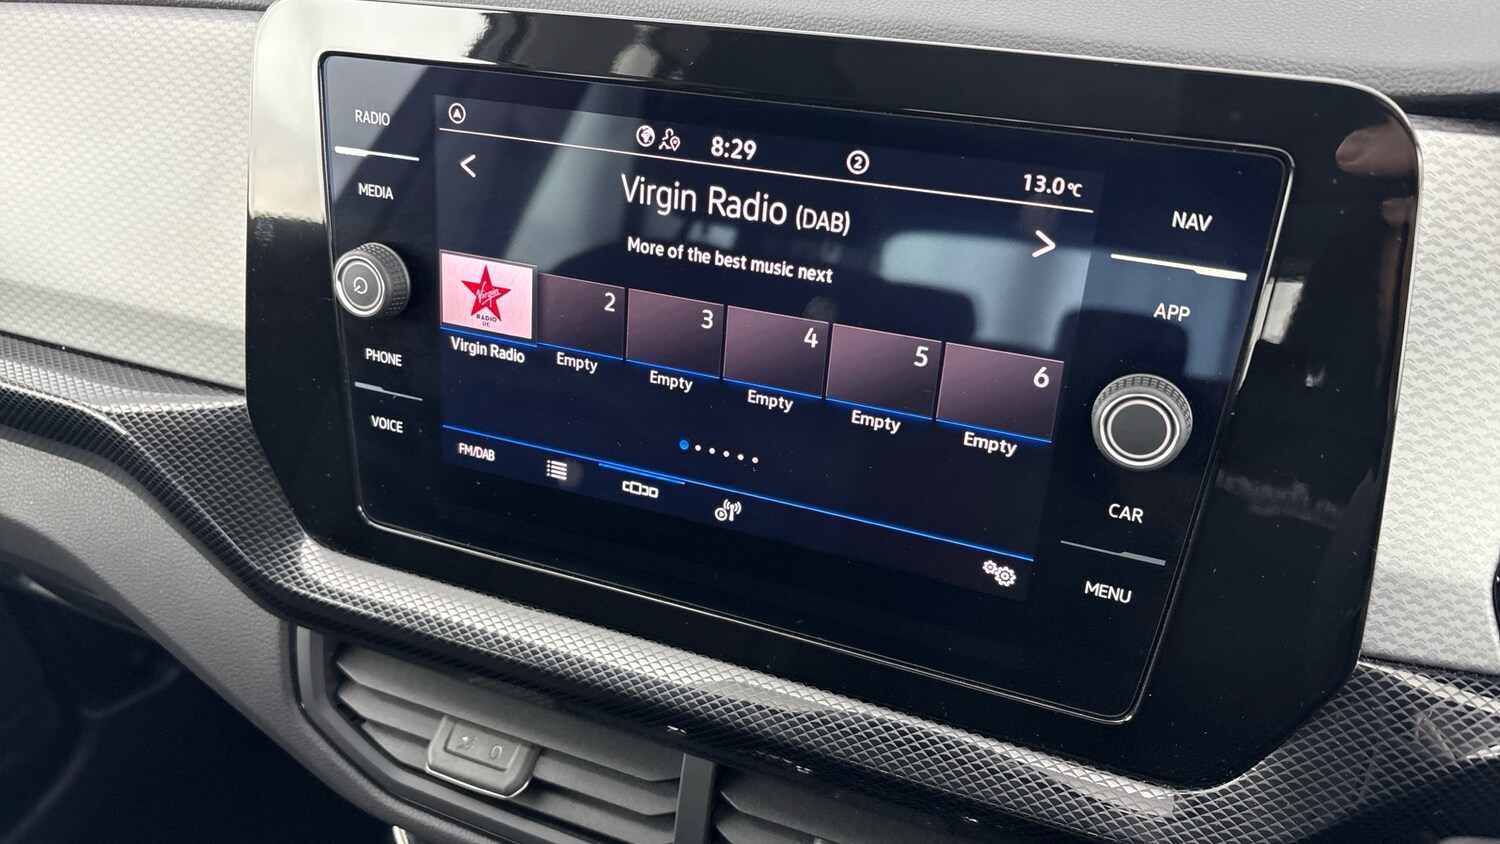 RADIO
MEDIA
PHONE
VOICE
8:29
2
13.0°C
Virgin Radio (DAB)
More of the best music next
Virgin
RADIO
UK
Virgin Radio
2
Empty
3
Empty
4
Empty
5
Empty
6
Empty
FM/DAB
NAV
APP
CAR
MENU